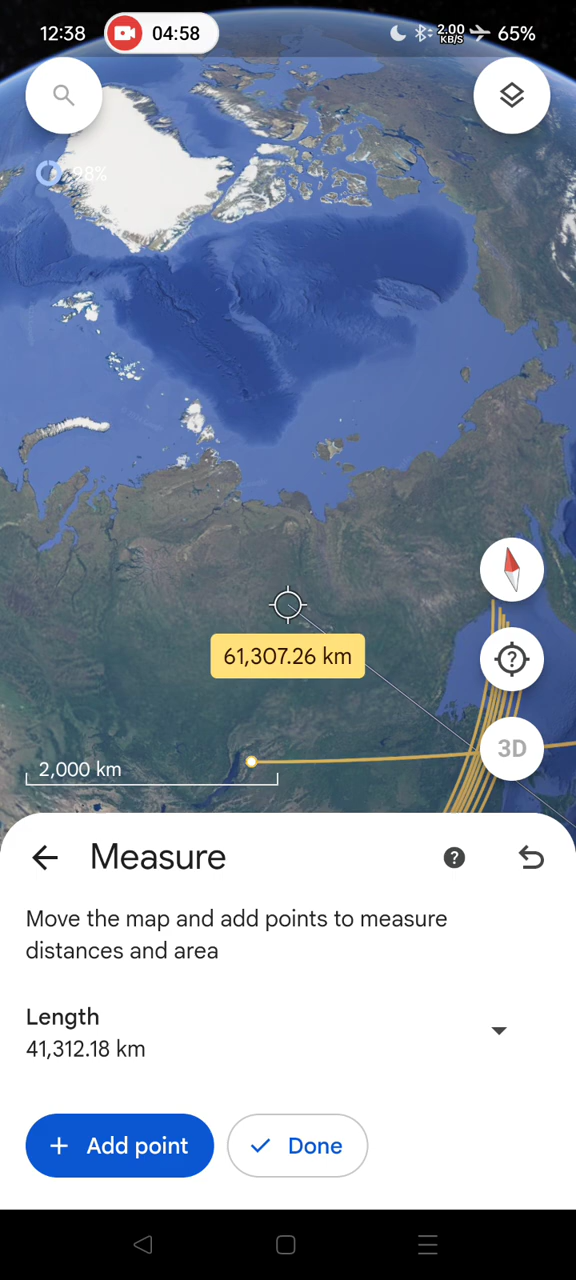 12:38
04:58
2.00
KB/S
65%
98%
61,307.26 km
3D
2,000 km
Measure
Move the map and add points to measure
distances and area
Length
41,312.18 km
+ Add point
Done